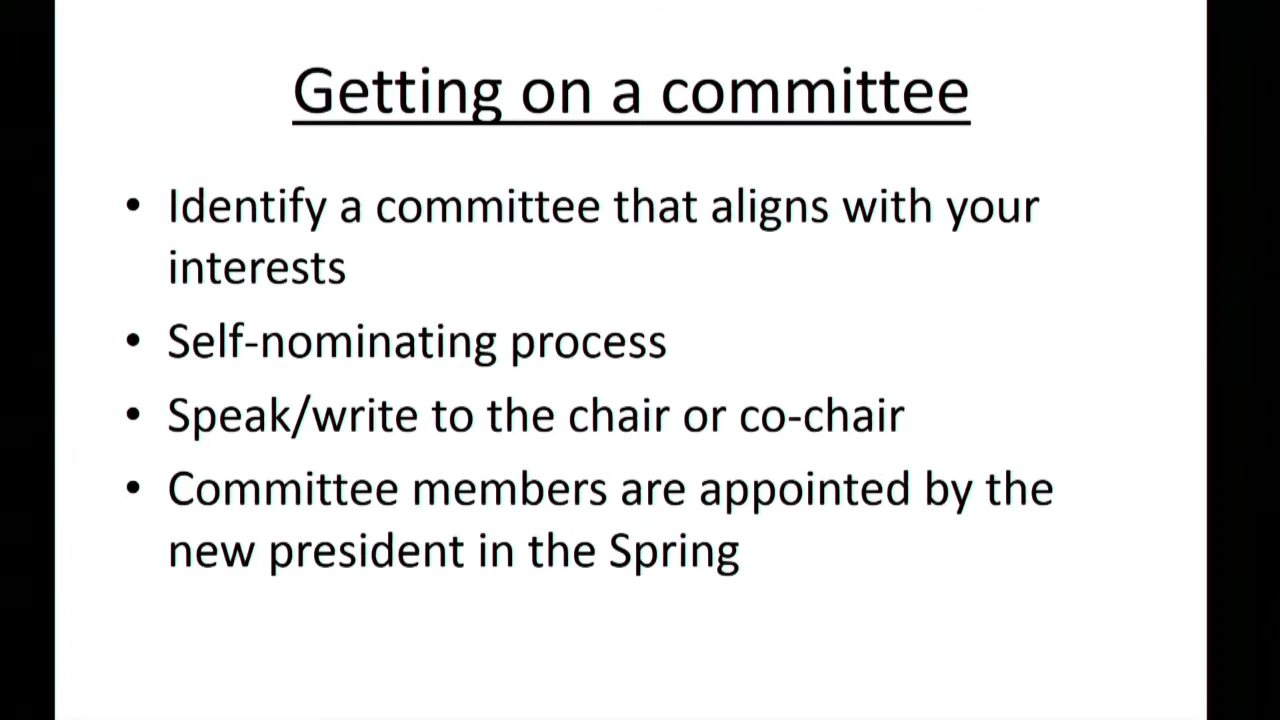 Getting on a committee
• Identify a committee that aligns with your
interests
• Self-nominating process
• Speak/write to the chair or co-chair
• Committee members are appointed by the
new president in the Spring